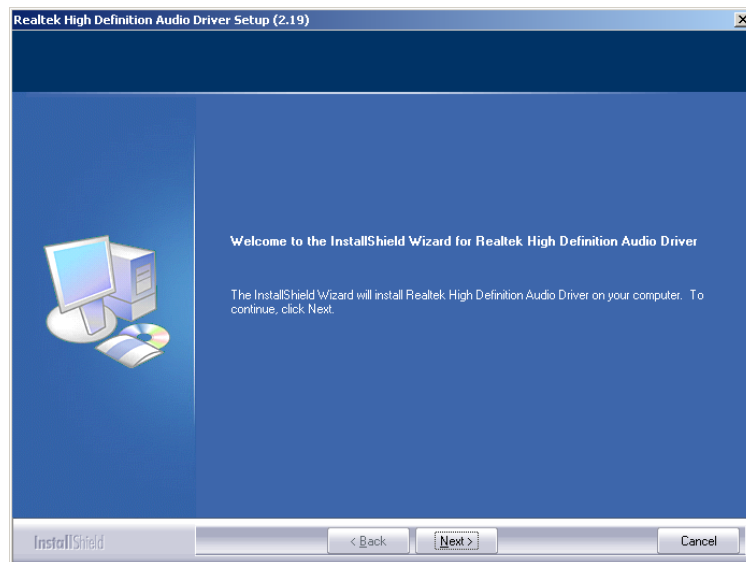 Realtek High Definition Audio Driver Setup (2.19)
Welcome to the InstallShield Wizard for Realtek High Definition Audio Driver
The InstallShield Wizard will install Realtek High Definition Audio Driver on your computer. To
continue, click Next.
InstallShield
< Back Next > Cancel